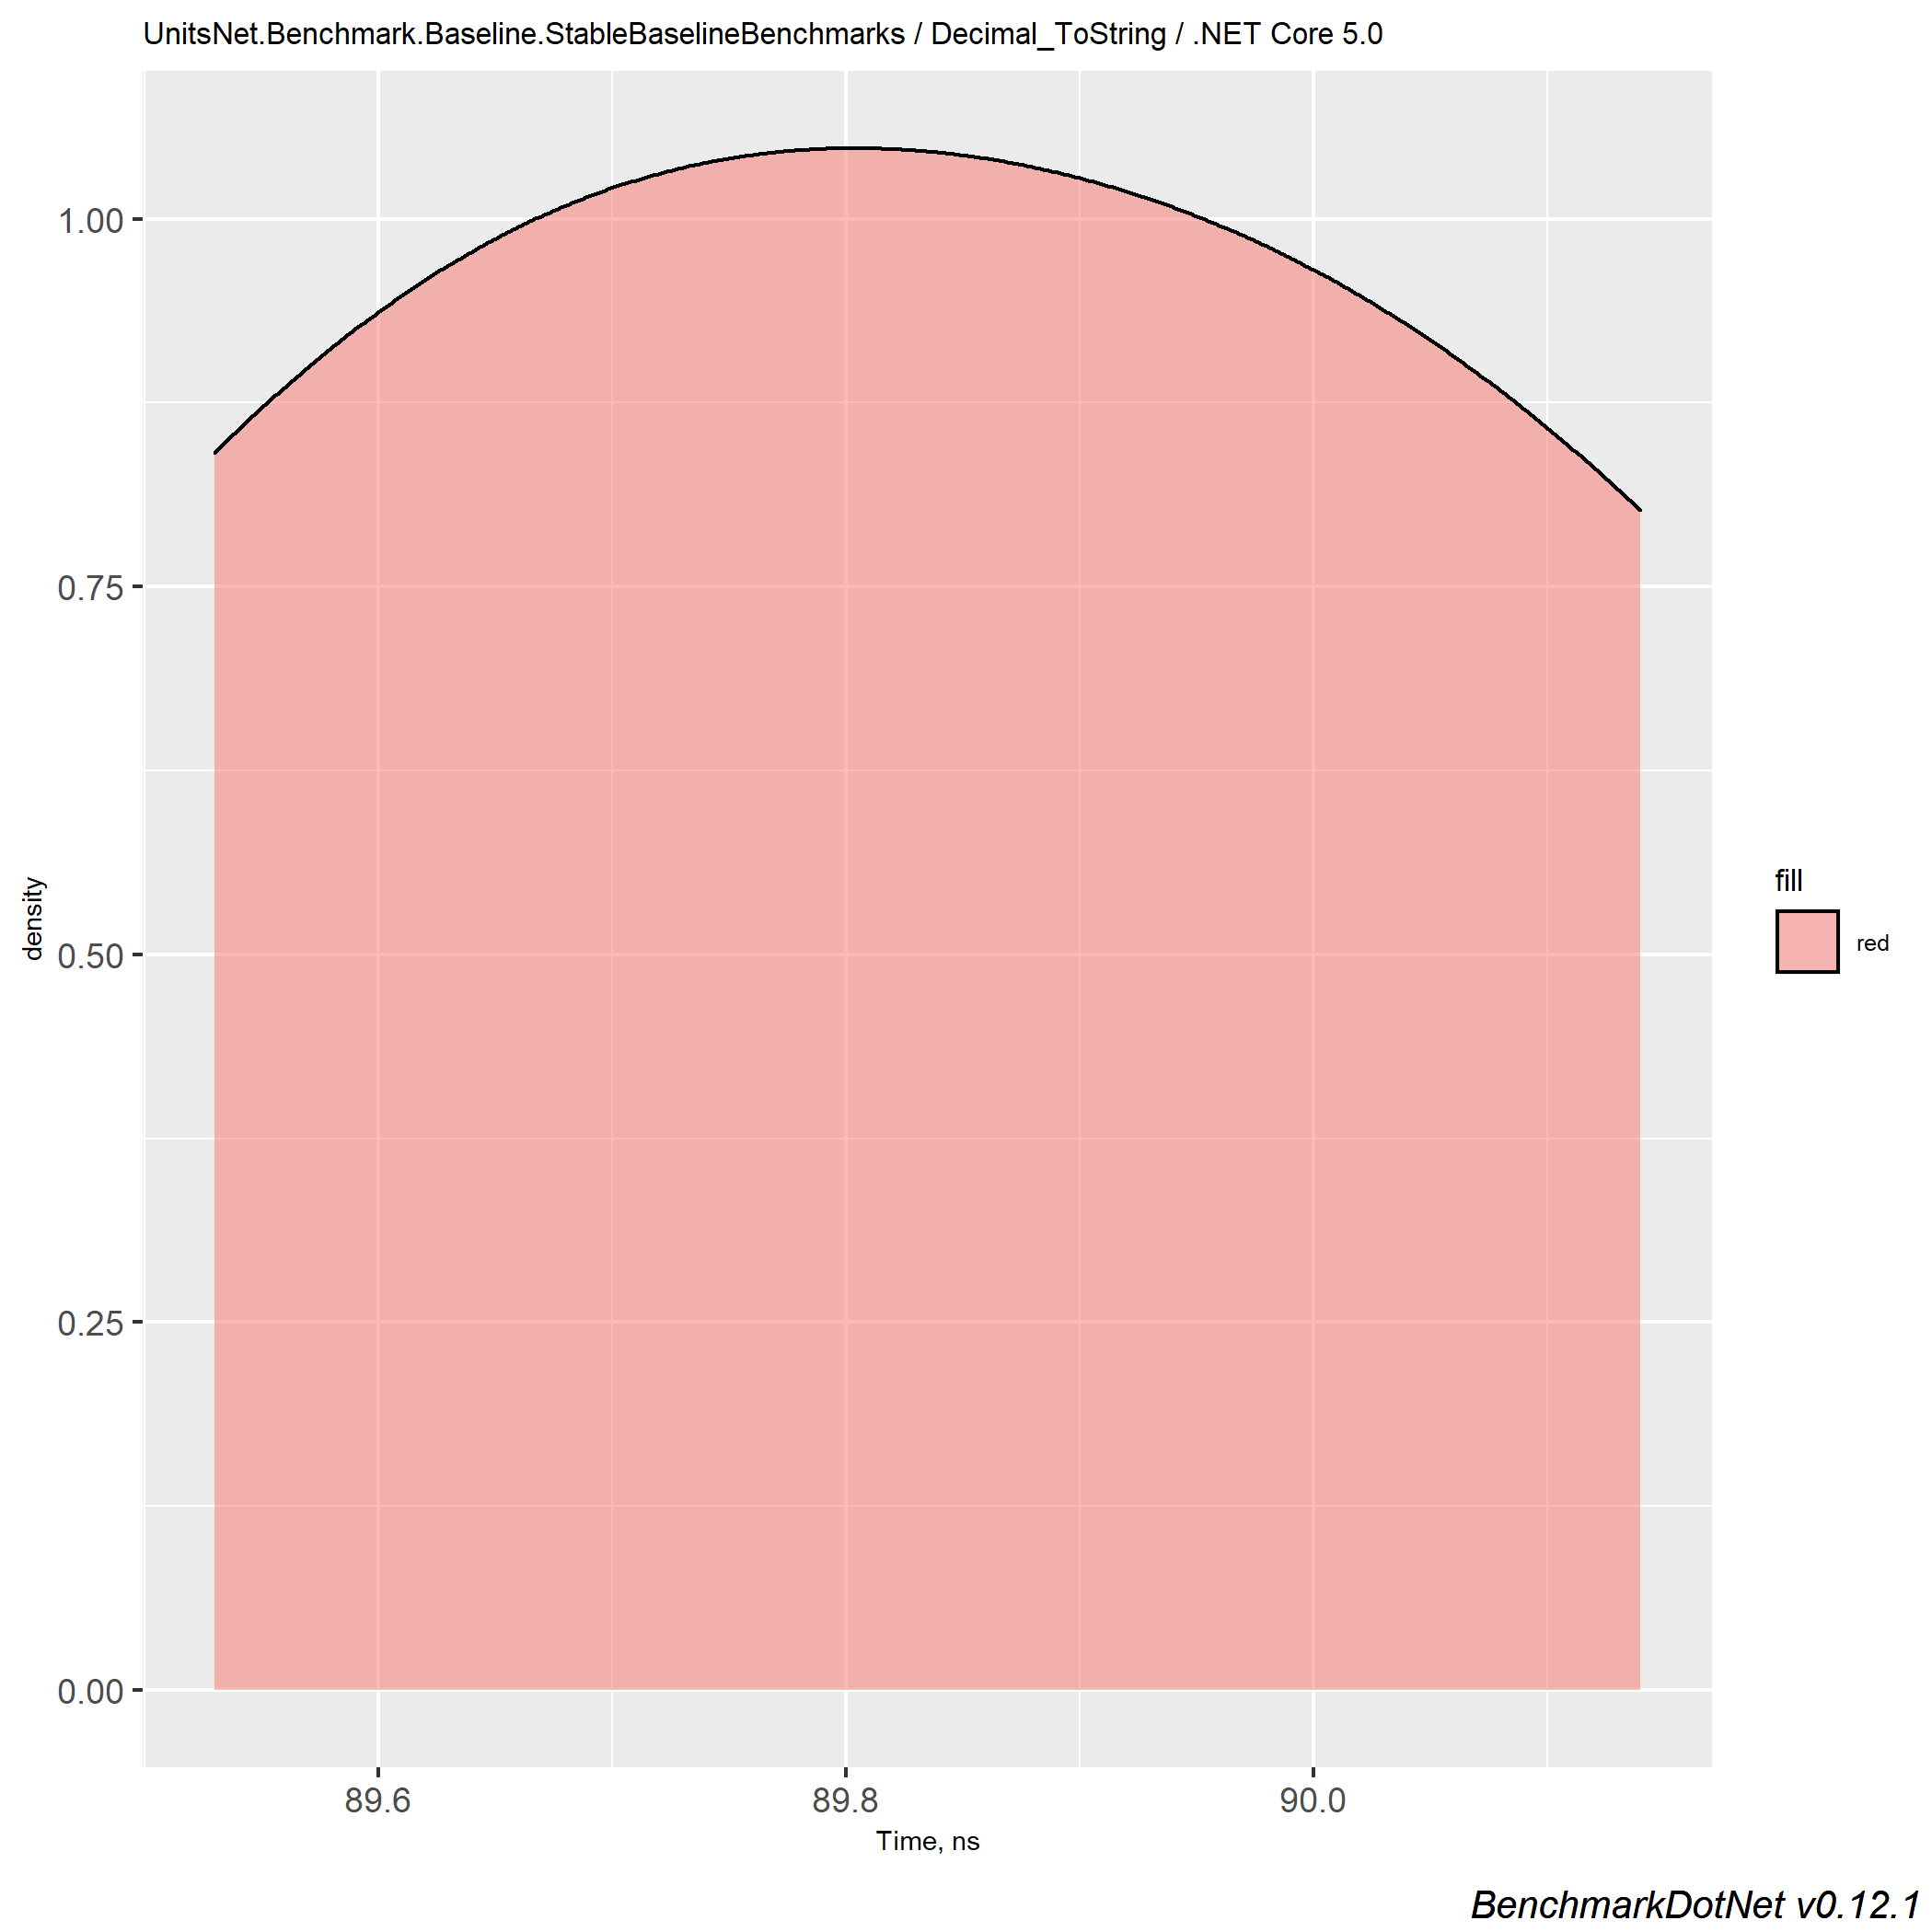 UnitsNet.Benchmark.Baseline.StableBaselineBenchmarks / Decimal_ToString / .NET Core 5.0
1.00
0.75
0.50
0.25
0.00
density
89.6 89.8 90.0
Time, ns
fill
red
BenchmarkDotNet v0.12.1